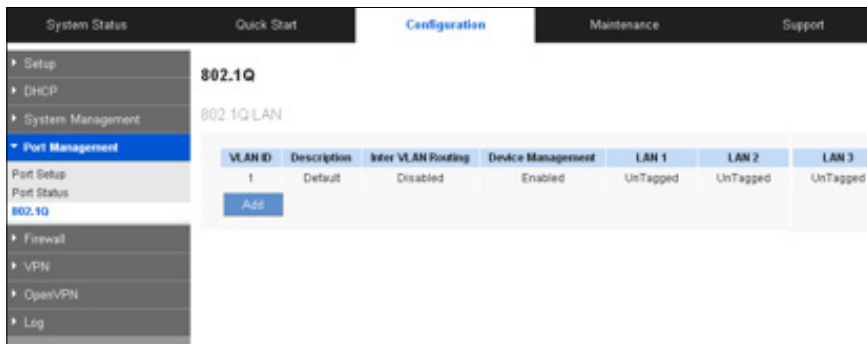 System Status Quick Start Configuration Maintenance Support
Setup
DHCP
System Management
Port Management
Port Setup
Port Status
802.1Q
Firewall
VPN
OpenVPN
Log
802.1Q
802.1Q LAN
VLAN ID Description Inter VLAN Routing Device Management LAN 1 LAN 2 LAN 3
1 Default Disabled Enabled UnTagged UnTagged UnTagged
Add